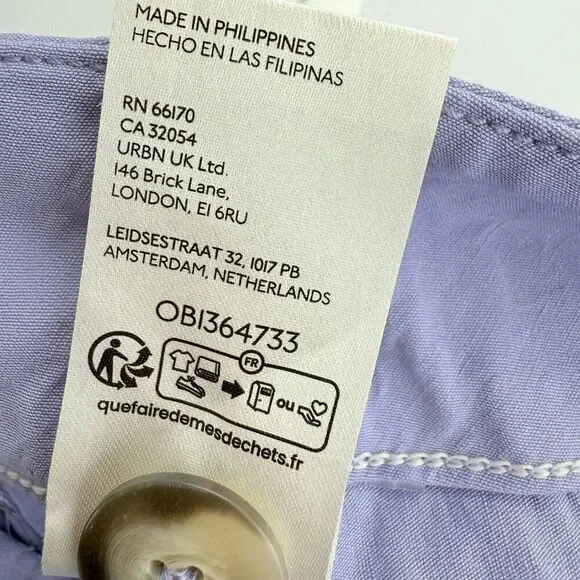 MADE IN PHILIPPINES
HECHO EN LAS FILIPINAS
RN 66170
CA 32054
URBN UK Ltd.
146 Brick Lane,
LONDON, E1 6RU
LEIDSESTRAAT 32, 1017 PB
AMSTERDAM, NETHERLANDS
OB1364733
FR
ou
quefairedemesdechets.fr